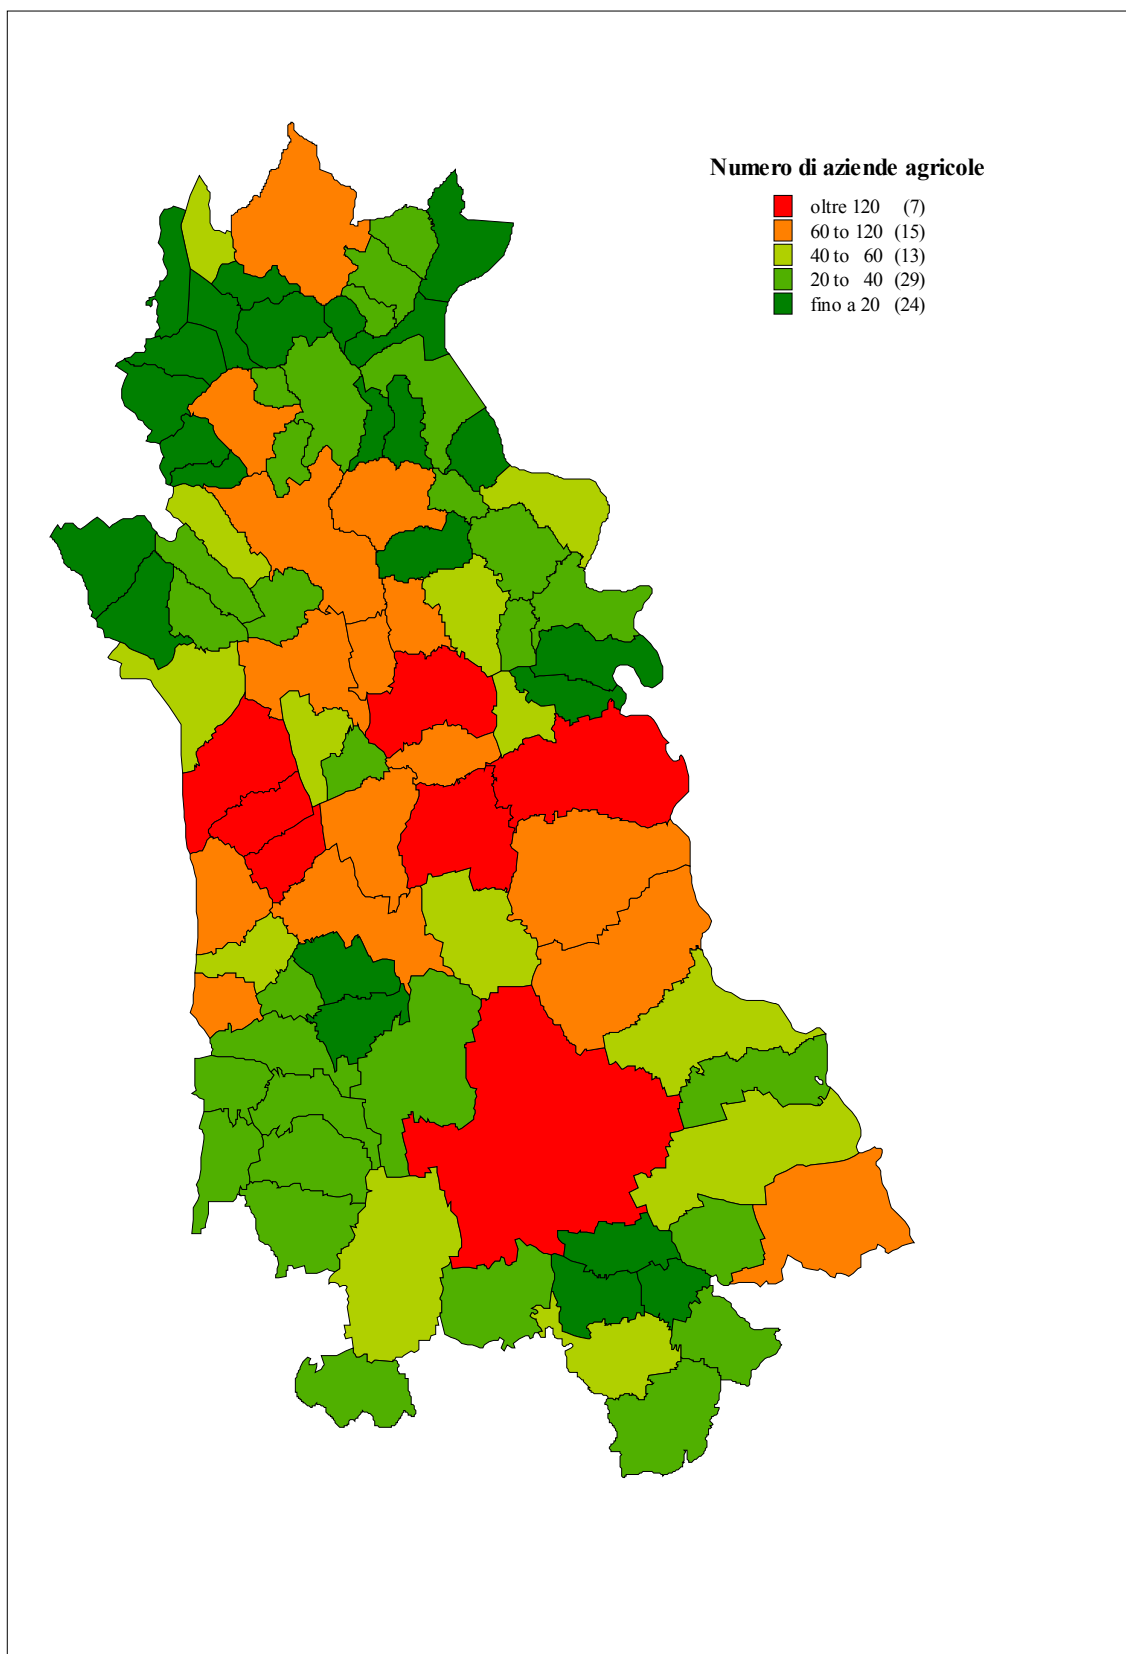 Numero di aziende agricole
oltre 120 (7)
60 to 120 (15)
40 to 60 (13)
20 to 40 (29)
fino a 20 (24)